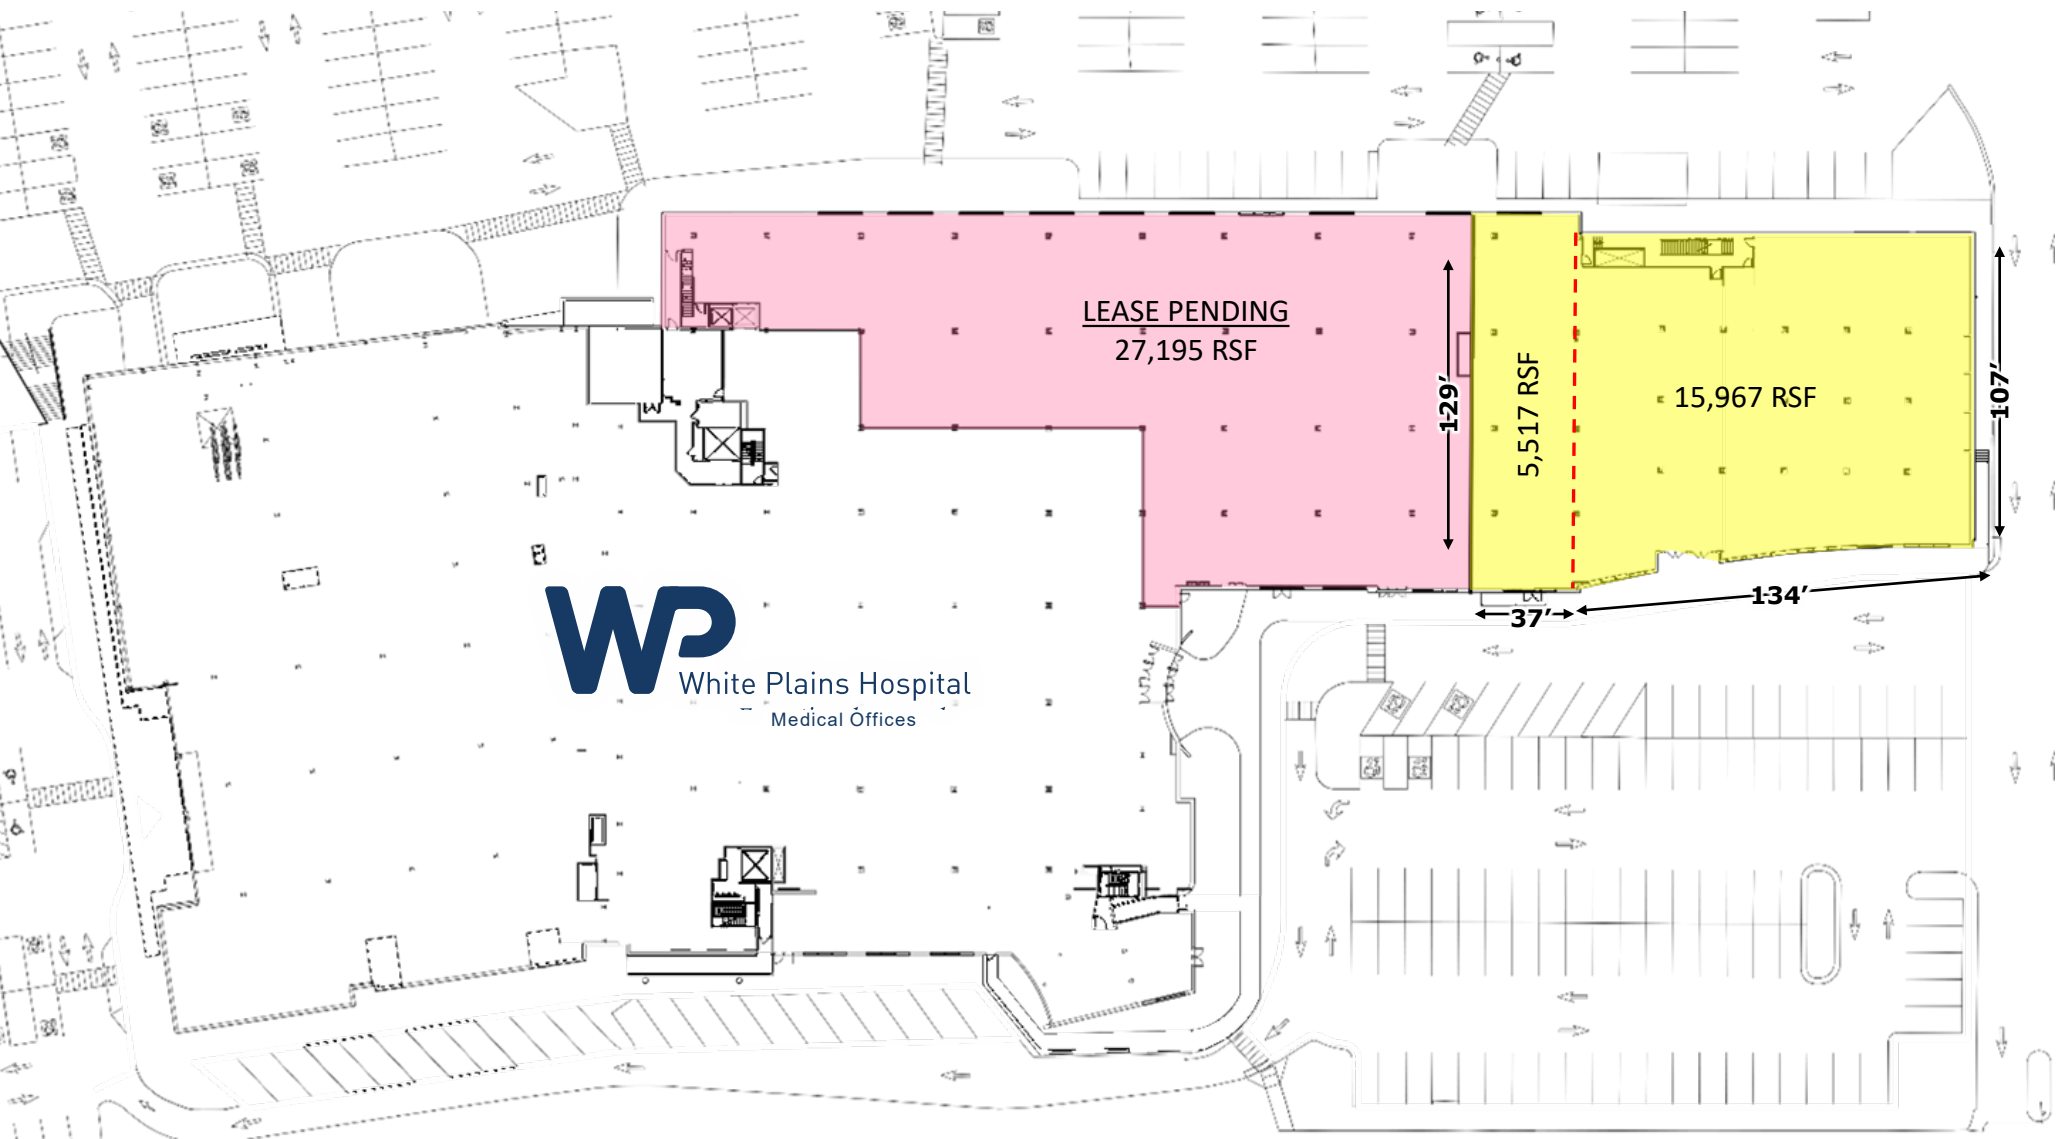 LEASE PENDING
27,195 RSF
129’
5,517 RSF
15,967 RSF
107’
37’
134’
WP
White Plains Hospital
Medical Offices